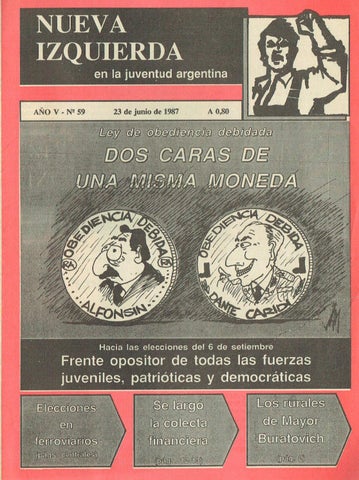 NUEVA
IZQUIERDA
en la juventud argentina
AÑO V - Nº 59 23 de junio de 1987 A 0,80
Ley de obediencia debidada
DOS CARAS DE
UNA MISMA MONEDA
OBEDIENCIA DEBIDA
ALFONSIN
OBEDIENCIA DEBIDA
DANTE CARIDI
Hacia las elecciones del 6 de setiembre
Frente opositor de todas las fuerzas
juveniles, patrióticas y democráticas
Elecciones
en
ferroviarios
(págs. centrales)
Se largó
la colecta
financiera
Los rurales
de Mayor
Buratovich